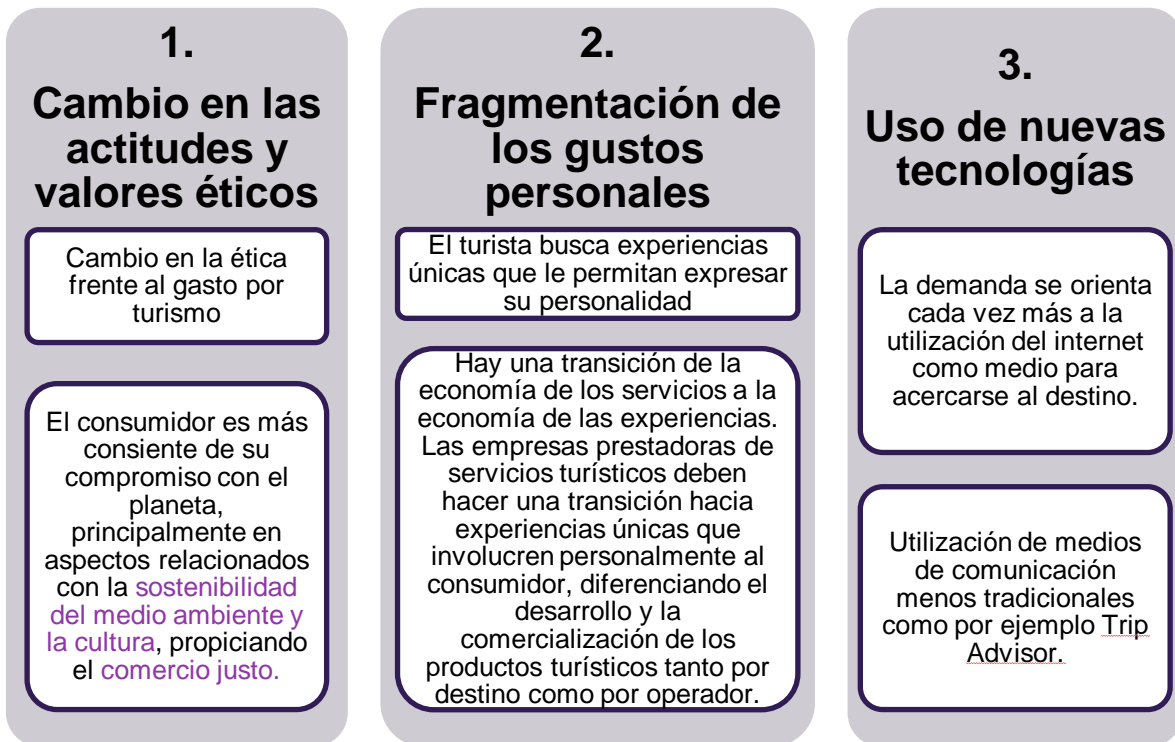 1.
Cambio en las
actitudes y
valores éticos
Cambio en la ética
frente al gasto por
turismo
El consumidor es más
consiente de su
compromiso con el
planeta,
principalmente en
aspectos relacionados
con la sostenibilidad
del medio ambiente y
la cultura, propiciando
el comercio justo.
2.
Fragmentación de
los gustos
personales
El turista busca experiencias
únicas que le permitan expresar
su personalidad
Hay una transición de la
economía de los servicios a la
economía de las experiencias.
Las empresas prestadoras de
servicios turísticos deben
hacer una transición hacia
experiencias únicas que
involucren personalmente al
consumidor, diferenciando el
desarrollo y la
comercialización de los
productos turísticos tanto por
destino como por operador.
3.
Uso de nuevas
tecnologías
La demanda se orienta
cada vez más a la
utilización del internet
como medio para
acercarse al destino.
Utilización de medios
de comunicación
menos tradicionales
como por ejemplo Trip
Advisor.